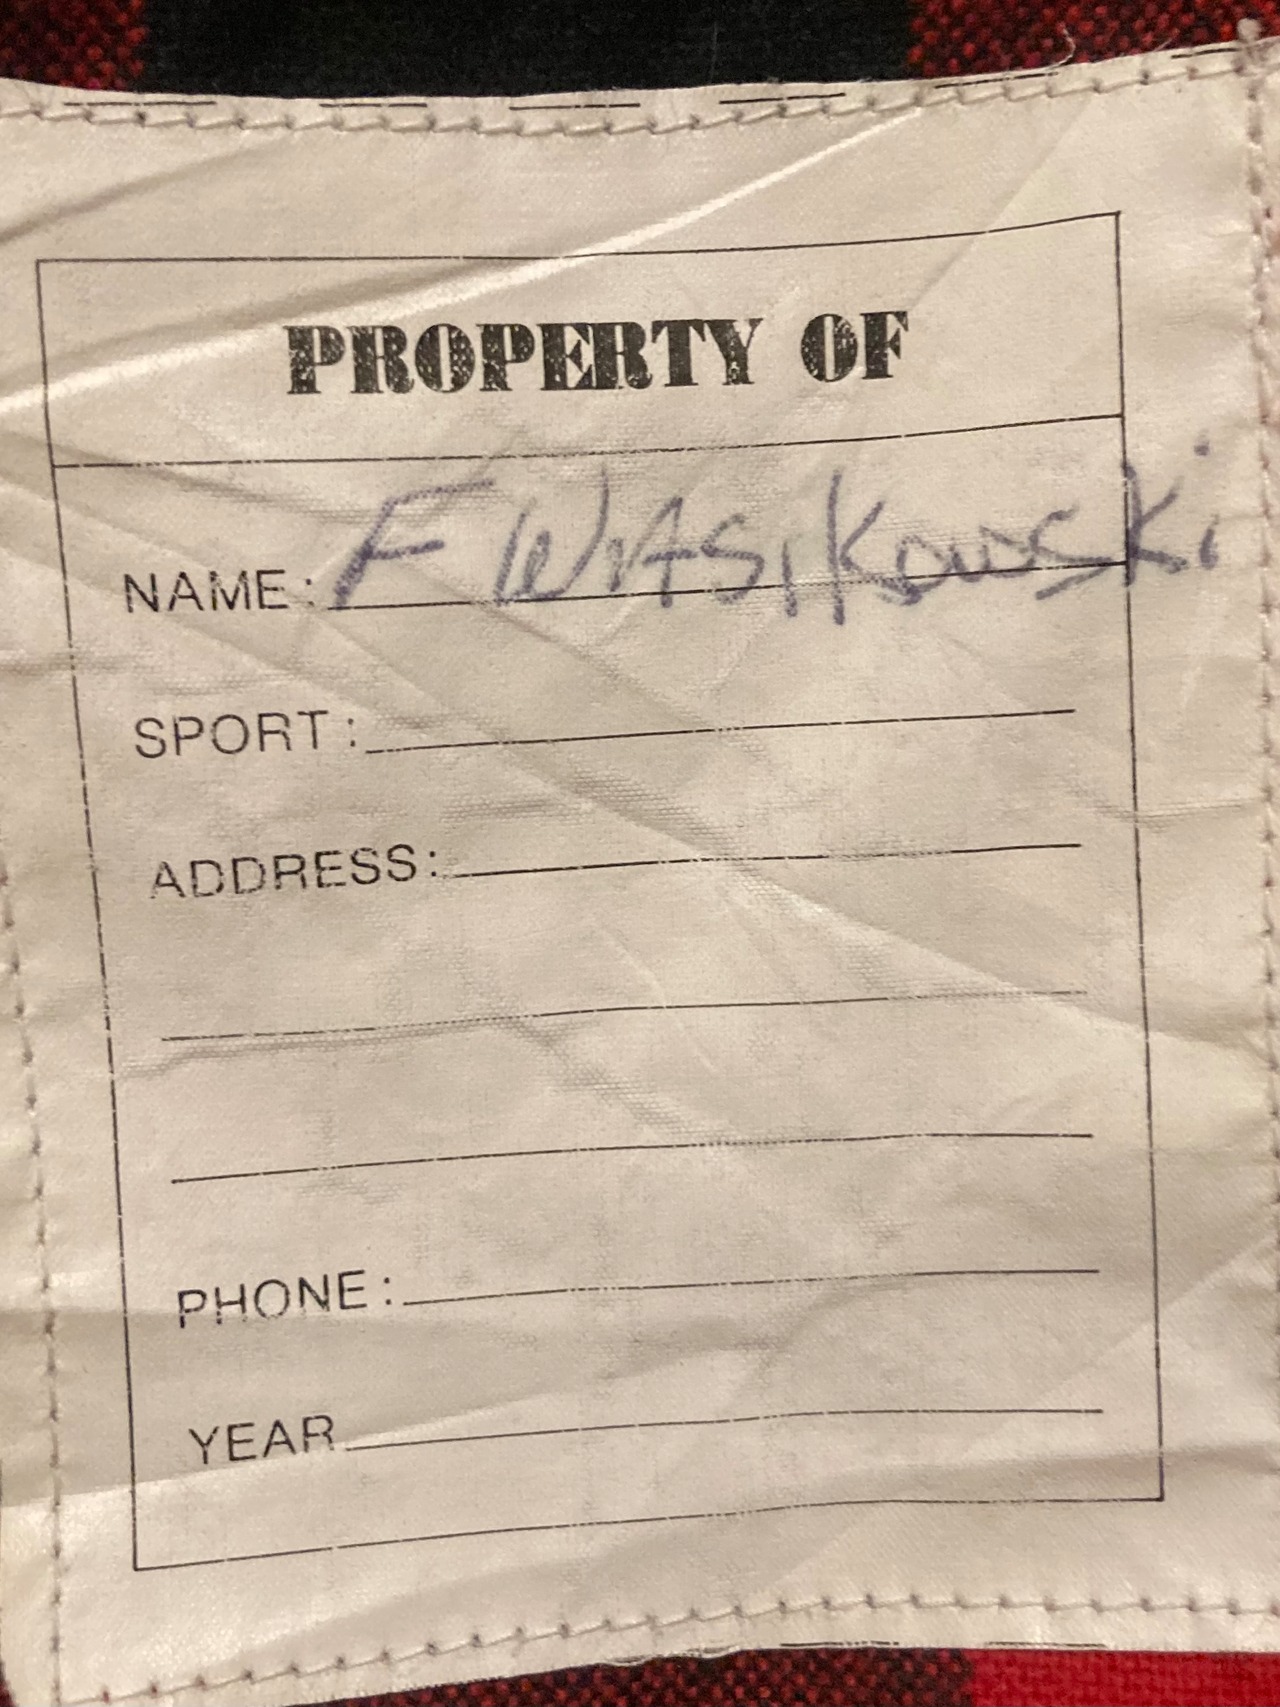 PROPERTY OF
NAME: F WASIKowski
SPORT:
ADDRESS:
PHONE:
YEAR